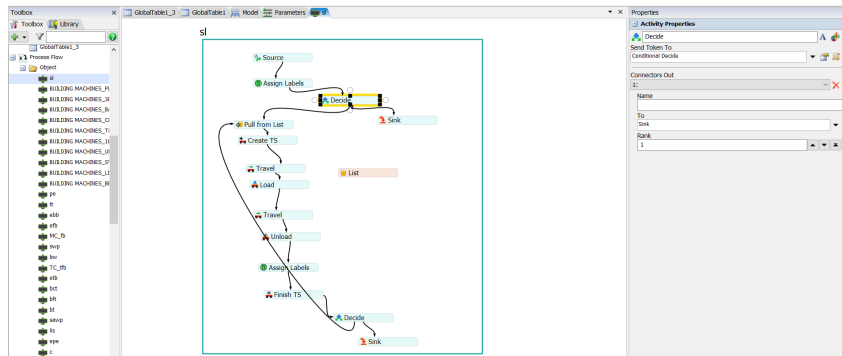 Toolbox
GlobalTable1_3
GlobalTable1
Model
Parameters
sl
Properties
Toolbox
Library
GlobalTable1_3
Process Flow
Object
sl
BUILDING MACHINES_
BUILDING MACHINES_
BUILDING MACHINES_
BUILDING MACHINES_
BUILDING MACHINES_
BUILDING MACHINES_
BUILDING MACHINES_
BUILDING MACHINES_
BUILDING MACHINES_
BUILDING MACHINES_
pe
tt
ebb
efb
MC_fb
swp
bw
TC_tfb
etb
bct
bft
bt
sawp
ks
epe
c
sl
Source
Assign Labels
Decide
Pull from List
Sink
Create TS
Travel
List
Load
Travel
Unload
Assign Labels
Finish TS
Decide
Sink
Activity Properties
Decide
Send Token To
Conditional Decide
Connectors Out
1:
Name
To
Sink
Rank
1